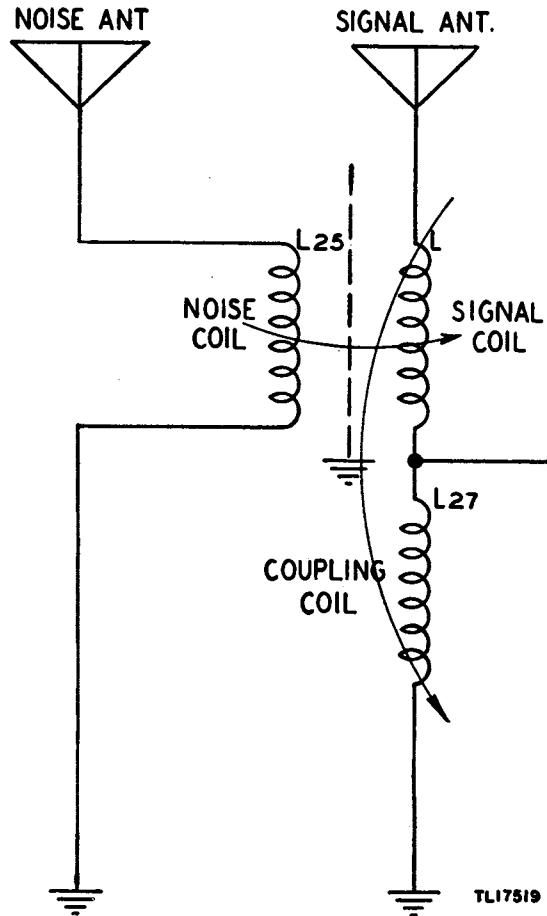 NOISE ANT
SIGNAL ANT.
L25
L
NOISE
COIL
SIGNAL
COIL
L27
COUPLING
COIL
TL17519